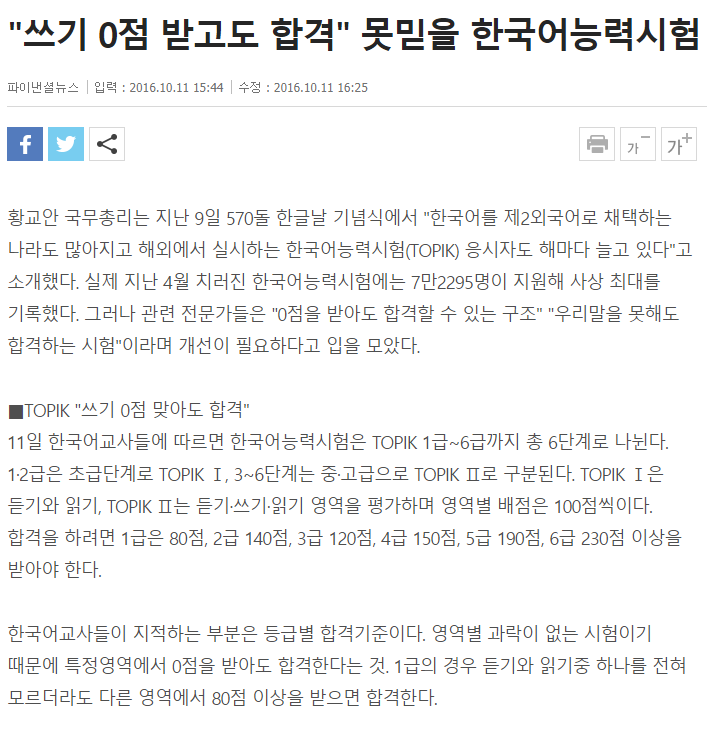 "쓰기 0점 받고도 합격" 못믿을 한국어능력시험
파이낸셜뉴스 입력 : 2016.10.11 15:44 수정 : 2016.10.11 16:25
가- 가+
황교안 국무총리는 지난 9일 570돌 한글날 기념식에서 "한국어를 제2외국어로 채택하는
나라도 많아지고 해외에서 실시하는 한국어능력시험(TOPIK) 응시자도 해마다 늘고 있다"고
소개했다. 실제 지난 4월 치러진 한국어능력시험에는 7만2295명이 지원해 사상 최대를
기록했다. 그러나 관련 전문가들은 "0점을 받아도 합격할 수 있는 구조" "우리말을 못해도
합격하는 시험"이라며 개선이 필요하다고 입을 모았다.
■TOPIK "쓰기 0점 맞아도 합격"
11일 한국어교사들에 따르면 한국어능력시험은 TOPIK 1급~6급까지 총 6단계로 나뉜다.
1·2급은 초급단계로 TOPIK Ⅰ, 3~6단계는 중·고급으로 TOPIK Ⅱ로 구분된다. TOPIK Ⅰ은
듣기와 읽기, TOPIK Ⅱ는 듣기·쓰기·읽기 영역을 평가하며 영역별 배점은 100점씩이다.
합격을 하려면 1급은 80점, 2급 140점, 3급 120점, 4급 150점, 5급 190점, 6급 230점 이상을
받아야 한다.
한국어교사들이 지적하는 부분은 등급별 합격기준이다. 영역별 과락이 없는 시험이기
때문에 특정영역에서 0점을 받아도 합격한다는 것. 1급의 경우 듣기와 읽기중 하나를 전혀
모르더라도 다른 영역에서 80점 이상을 받으면 합격한다.